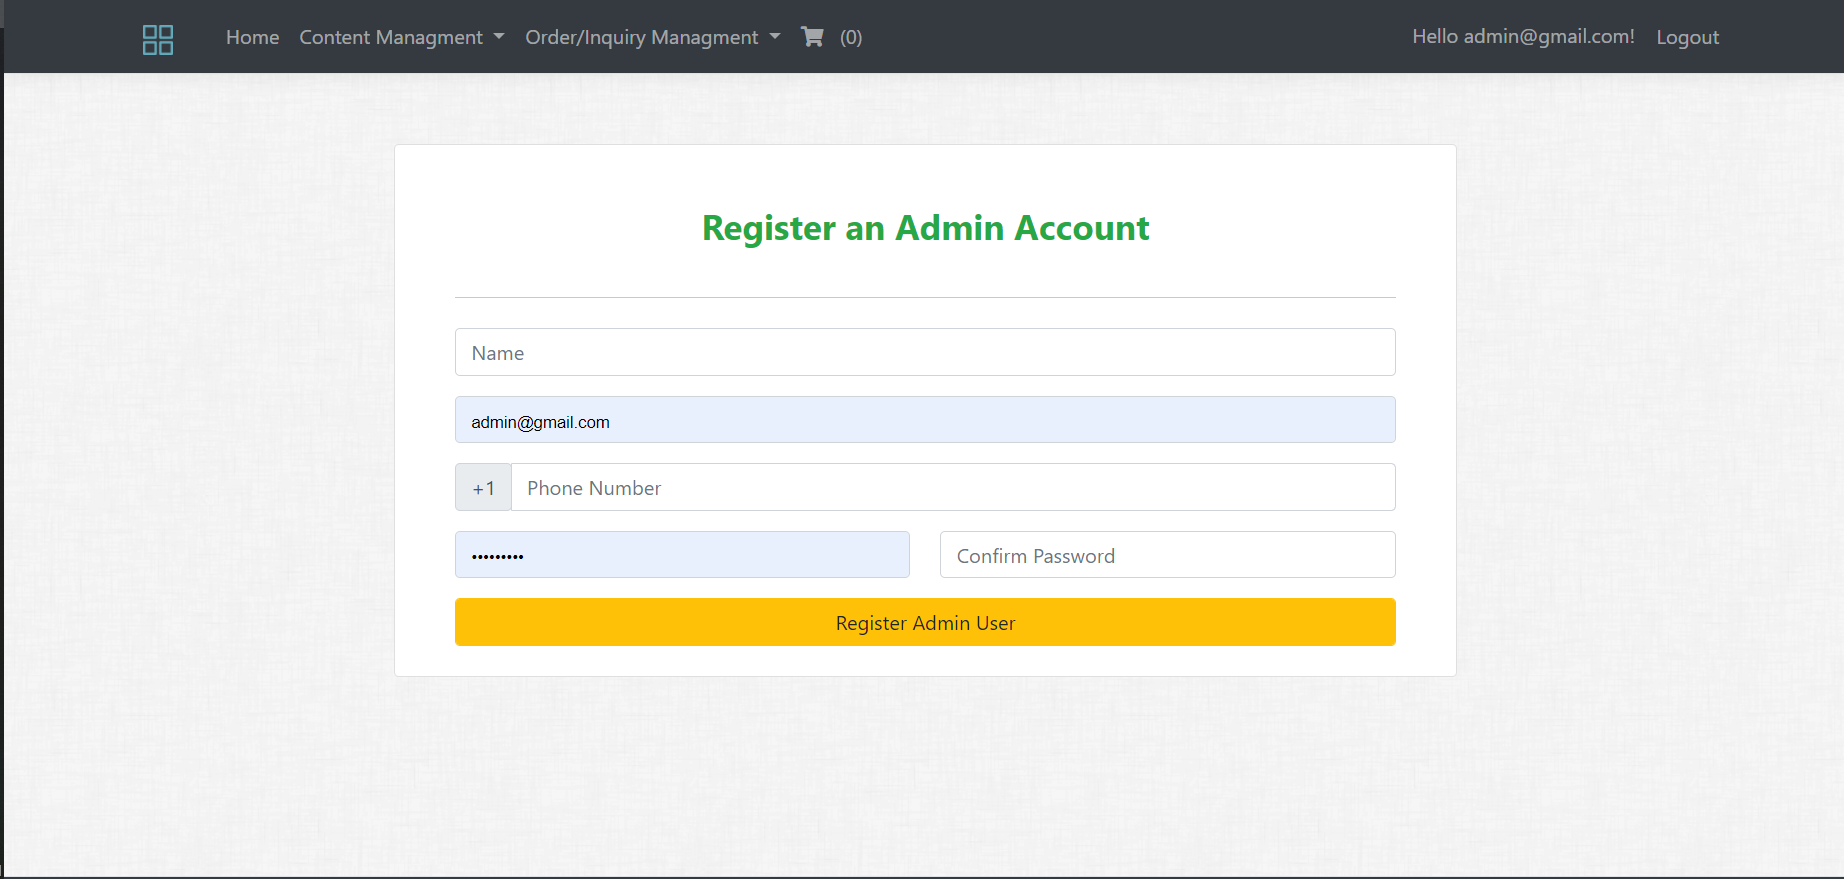 Home Content Managment Order/Inquiry Managment (0) Hello admin@gmail.com! Logout
Register an Admin Account
Name
admin@gmail.com
+1 Phone Number
••••••••• Confirm Password
Register Admin User